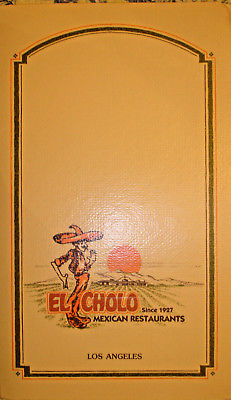 EL CHOLO
Since 1927
MEXICAN RESTAURANTS
LOS ANGELES